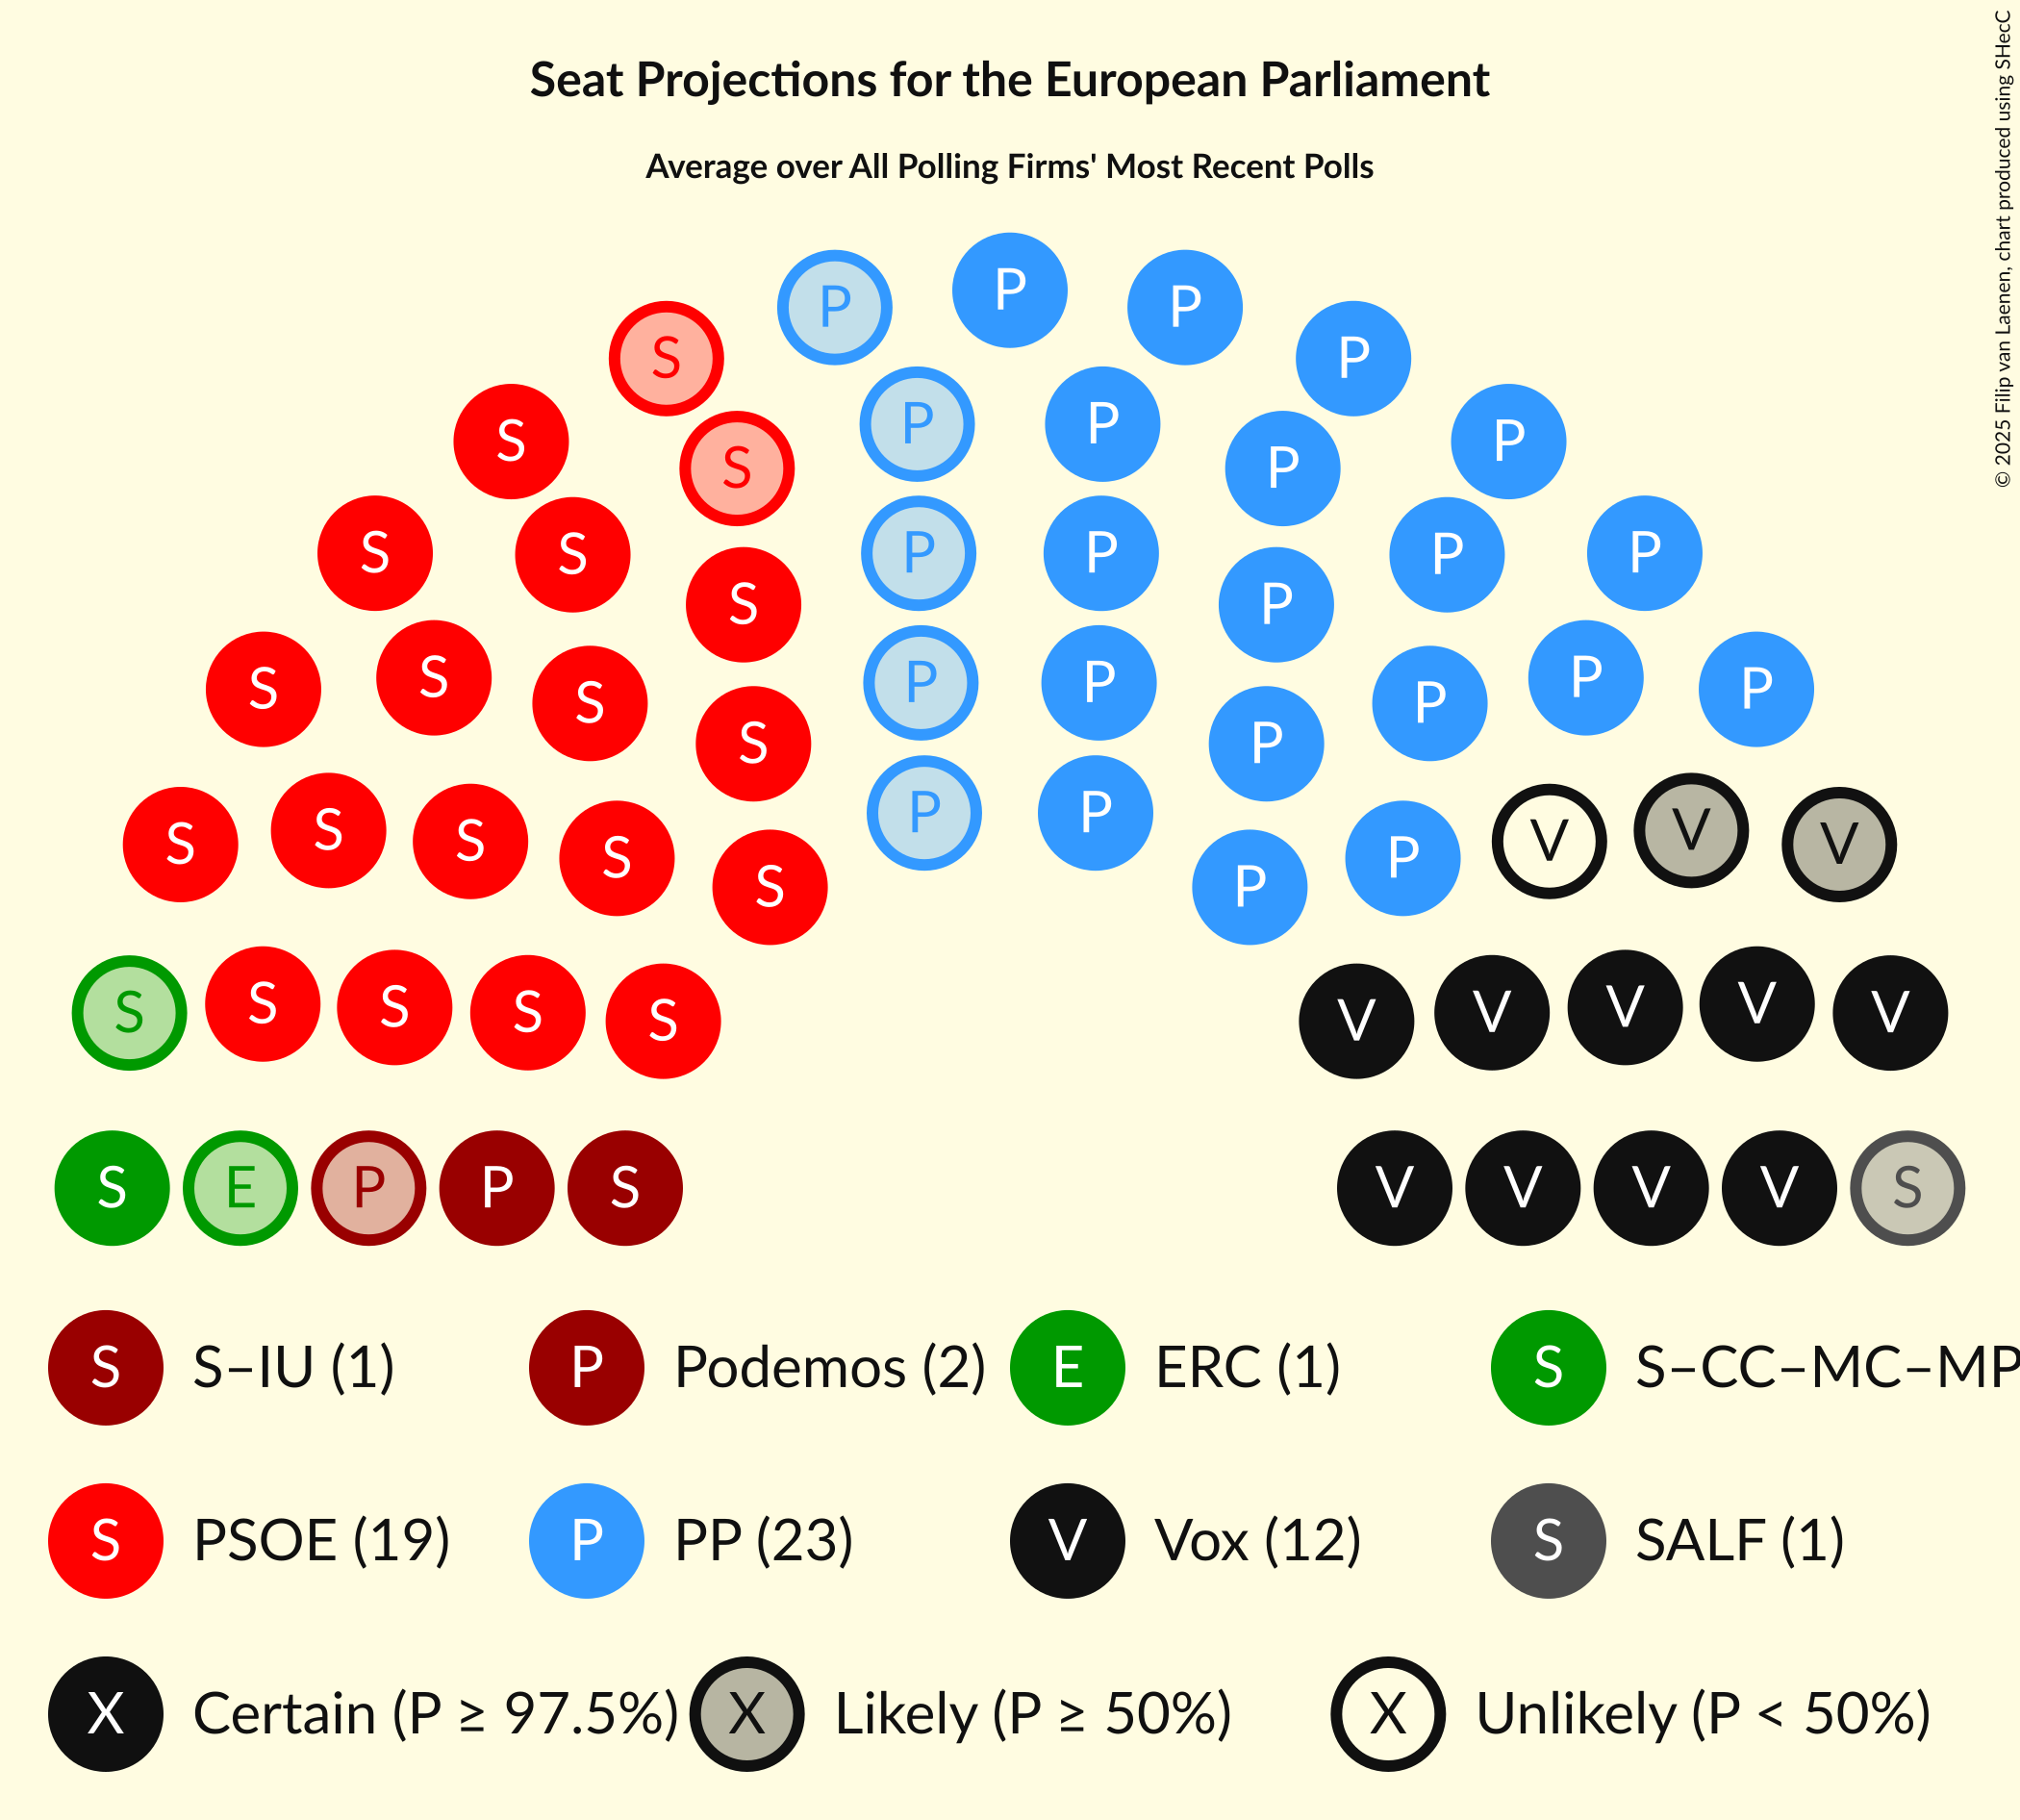 Seat Projections for the European Parliament
Average over All Polling Firms' Most Recent Polls
© 2025 Filip van Laenen, chart produced using SHecC
P
P P
S P
S P
S P
P P
S P
S P
S S P P
P P
S P
S P
S P
P P
S P
S P
S P
S P
P P
S S V V
S V
S P
S P
S S S S S V V V V V
S S
S E P P S V V V V S
S S–IU (1) P Podemos (2) E ERC (1) S S–CC–MC–MP
S PSOE (19) P PP (23) V Vox (12) S SALF (1)
X Certain (P ≥ 97.5%) X Likely (P ≥ 50%) X Unlikely (P < 50%)